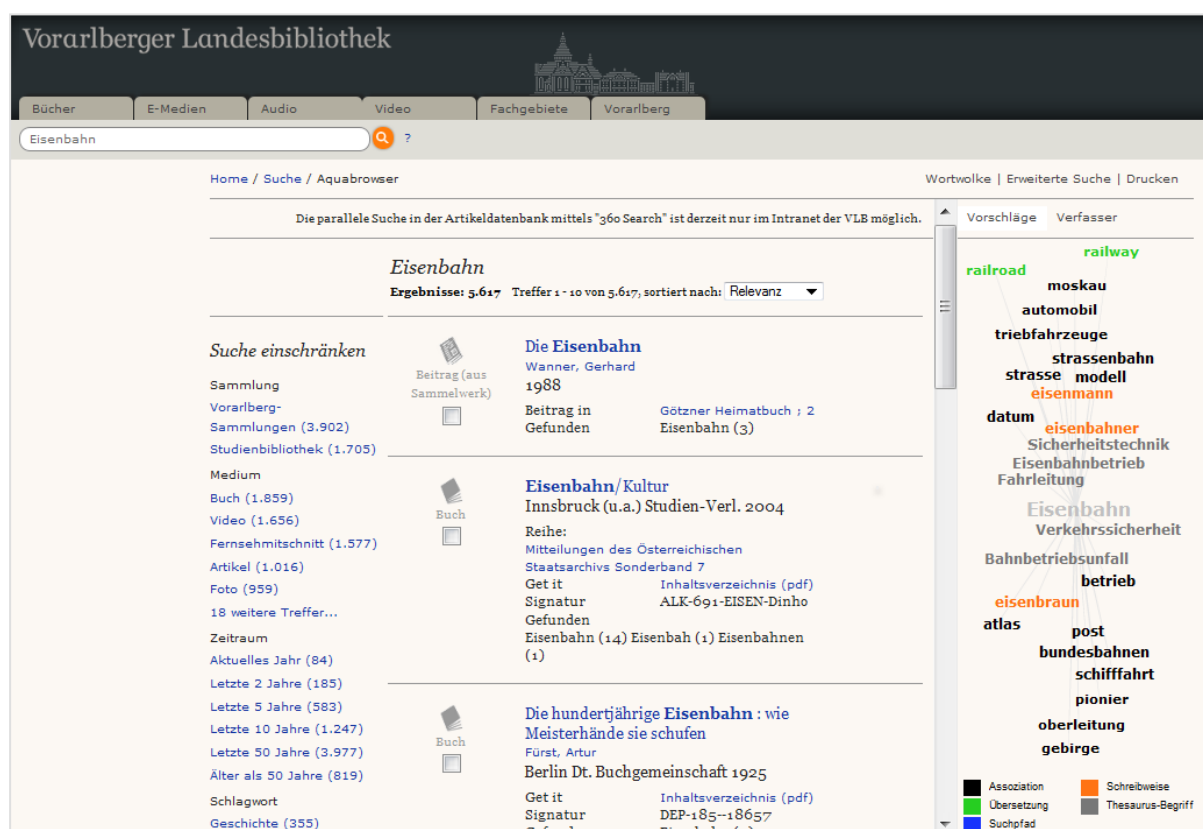 Vorarlberger Landesbibliothek
Bücher E-Medien Audio Video Fachgebiete Vorarlberg
Eisenbahn ?
Home / Suche / Aquabrowser
Wortwolke | Erweiterte Suche | Drucken
Die parallele Suche in der Artikeldatenbank mittels "360 Search" ist derzeit nur im Intranet der VLB möglich.
Eisenbahn
Ergebnisse: 5.617 Treffer 1 - 10 von 5.617, sortiert nach: Relevanz
Suche einschränken
Sammlung
Vorarlberg-
Sammlungen (3.902)
Studienbibliothek (1.705)
Medium
Buch (1.859)
Video (1.656)
Fernsehmitschnitt (1.577)
Artikel (1.016)
Foto (959)
18 weitere Treffer...
Zeitraum
Aktuelles Jahr (84)
Letzte 2 Jahre (185)
Letzte 5 Jahre (583)
Letzte 10 Jahre (1.247)
Letzte 50 Jahre (3.977)
Älter als 50 Jahre (819)
Schlagwort
Geschichte (355)
Beitrag (aus
Sammelwerk)
Die Eisenbahn
Wanner, Gerhard
1988
Beitrag in Götzner Heimatbuch ; 2
Gefunden Eisenbahn (3)
Buch
Eisenbahn/Kultur
Innsbruck (u.a.) Studien-Verl. 2004
Reihe:
Mitteilungen des Österreichischen
Staatsarchivs Sonderband 7
Get it Inhaltsverzeichnis (pdf)
Signatur ALK-691-EISEN-Dinho
Gefunden
Eisenbahn (14) Eisenbah (1) Eisenbahnen
(1)
Buch
Die hundertjährige Eisenbahn : wie
Meisterhände sie schufen
Fürst, Artur
Berlin Dt. Buchgemeinschaft 1925
Get it Inhaltsverzeichnis (pdf)
Signatur DEP-185--18657
Vorschläge Verfasser
railway
railroad
moskau
automobil
triebfahrzeuge
strassenbahn
strasse modell
eisenmann
datum
eisenbahner
Sicherheitstechnik
Eisenbahnbetrieb
Fahrleitung
Eisenbahn
Verkehrssicherheit
Bahnbetriebsunfall
betrieb
eisenbraun
atlas
post
bundesbahnen
schifffahrt
pionier
oberleitung
gebirge
Assoziation Schreibweise
Übersetzung Thesaurus-Begriff
Suchpfad